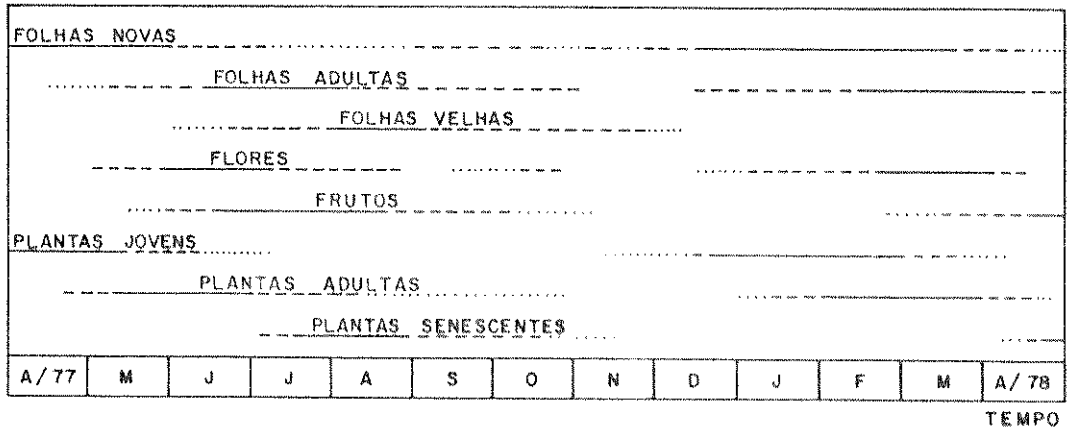 FOLHAS NOVAS
FOLHAS ADULTAS
FOLHAS VELHAS
FLORES
FRUTOS
PLANTAS JOVENS
PLANTAS ADULTAS
PLANTAS SENESCENTES
A/77 M J J A S O N D J F M A/78
TEMPO